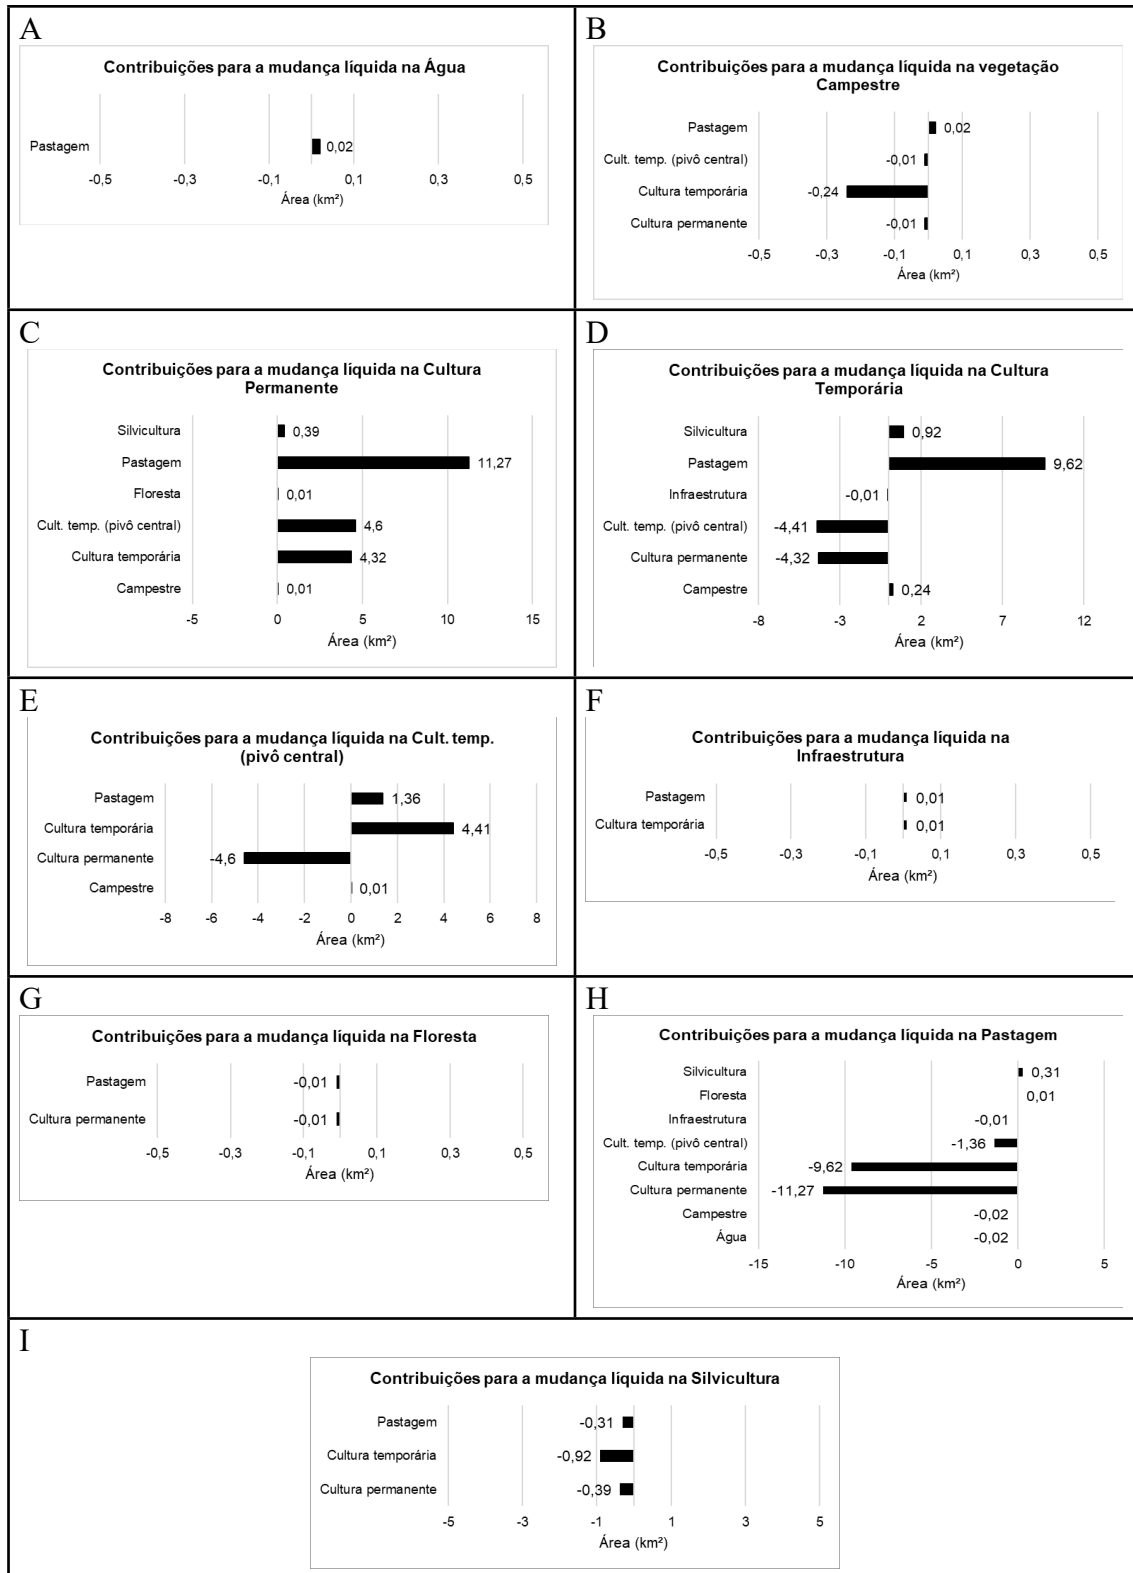 A
Contribuições para a mudança líquida na Água
Pastagem
0,02
-0,5 -0,3 -0,1 0,1 0,3 0,5
Área (km²)
B
Contribuições para a mudança líquida na vegetação
Campestre
Pastagem 0,02
Cult. temp. (pivô central) -0,01
Cultura temporária -0,24
Cultura permanente -0,01
-0,5 -0,3 -0,1 0,1 0,3 0,5
Área (km²)
C
Contribuições para a mudança líquida na Cultura
Permanente
Silvicultura 0,39
Pastagem 11,27
Floresta 0,01
Cult. temp. (pivô central) 4,6
Cultura temporária 4,32
Campestre 0,01
-5 0 5 10 15
Área (km²)
D
Contribuições para a mudança líquida na Cultura
Temporária
Silvicultura 0,92
Pastagem 9,62
Infraestrutura -0,01
Cult. temp. (pivô central) -4,41
Cultura permanente -4,32
Campestre 0,24
-8 -3 2 7 12
Área (km²)
E
Contribuições para a mudança líquida na Cult. temp.
(pivô central)
Pastagem 1,36
Cultura temporária 4,41
Cultura permanente -4,6
Campestre 0,01
-8 -6 -4 -2 0 2 4 6 8
Área (km²)
F
Contribuições para a mudança líquida na
Infraestrutura
Pastagem 0,01
Cultura temporária 0,01
-0,5 -0,3 -0,1 0,1 0,3 0,5
Área (km²)
G
Contribuições para a mudança líquida na Floresta
Pastagem -0,01
Cultura permanente -0,01
-0,5 -0,3 -0,1 0,1 0,3 0,5
Área (km²)
H
Contribuições para a mudança líquida na Pastagem
Silvicultura 0,31
Floresta 0,01
Infraestrutura -0,01
Cult. temp. (pivô central) -1,36
Cultura temporária -9,62
Cultura permanente -11,27
Campestre -0,02
Água -0,02
-15 -10 -5 0 5
Área (km²)
I
Contribuições para a mudança líquida na Silvicultura
Pastagem -0,31
Cultura temporária -0,92
Cultura permanente -0,39
-5 -3 -1 1 3 5
Área (km²)